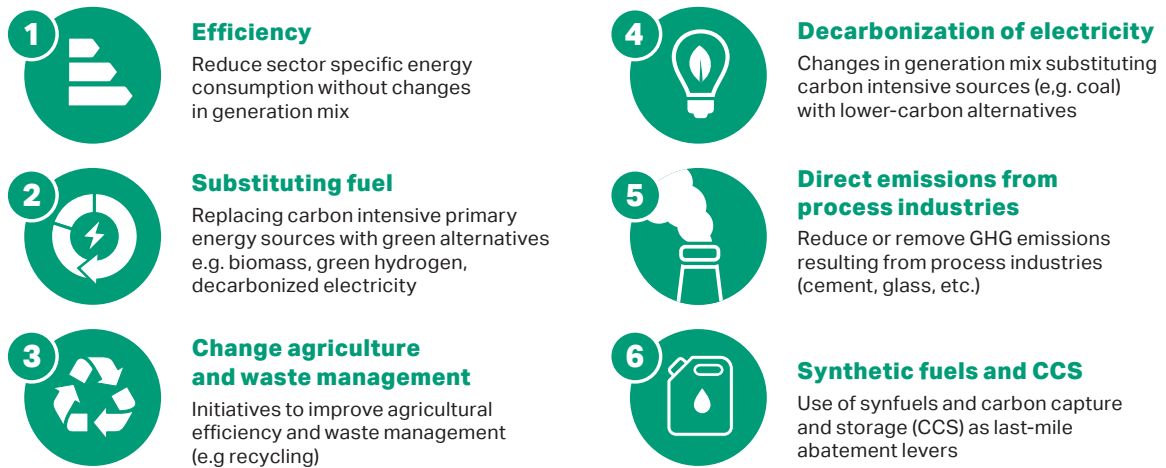 1
Efficiency
Reduce sector specific energy
consumption without changes
in generation mix
2
Substituting fuel
Replacing carbon intensive primary
energy sources with green alternatives
e.g. biomass, green hydrogen,
decarbonized electricity
3
Change agriculture
and waste management
Initiatives to improve agricultural
efficiency and waste management
(e.g recycling)
4
Decarbonization of electricity
Changes in generation mix substituting
carbon intensive sources (e,g. coal)
with lower-carbon alternatives
5
Direct emissions from
process industries
Reduce or remove GHG emissions
resulting from process industries
(cement, glass, etc.)
6
Synthetic fuels and CCS
Use of synfuels and carbon capture
and storage (CCS) as last-mile
abatement levers